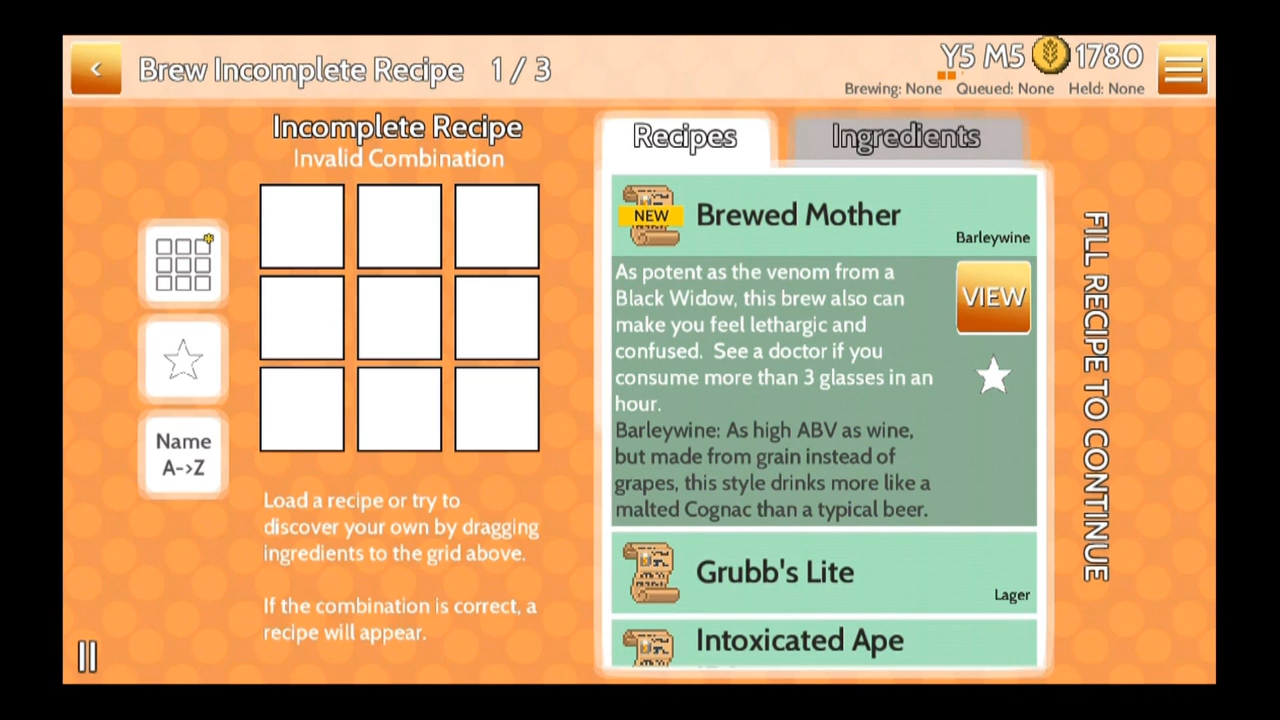 Brew Incomplete Recipe 1 / 3
Y5 M5 1780
Brewing: None Queued: None Held: None
Incomplete Recipe
Invalid Combination
Name
A->Z
Load a recipe or try to
discover your own by dragging
ingredients to the grid above.
If the combination is correct, a
recipe will appear.
Recipes
Ingredients
NEW
Brewed Mother
Barleywine
As potent as the venom from a
Black Widow, this brew also can
make you feel lethargic and
confused. See a doctor if you
consume more than 3 glasses in an
hour.
Barleywine: As high ABV as wine,
but made from grain instead of
grapes, this style drinks more like a
malted Cognac than a typical beer.
VIEW
Grubb's Lite
Lager
Intoxicated Ape
FILL RECIPE TO CONTINUE